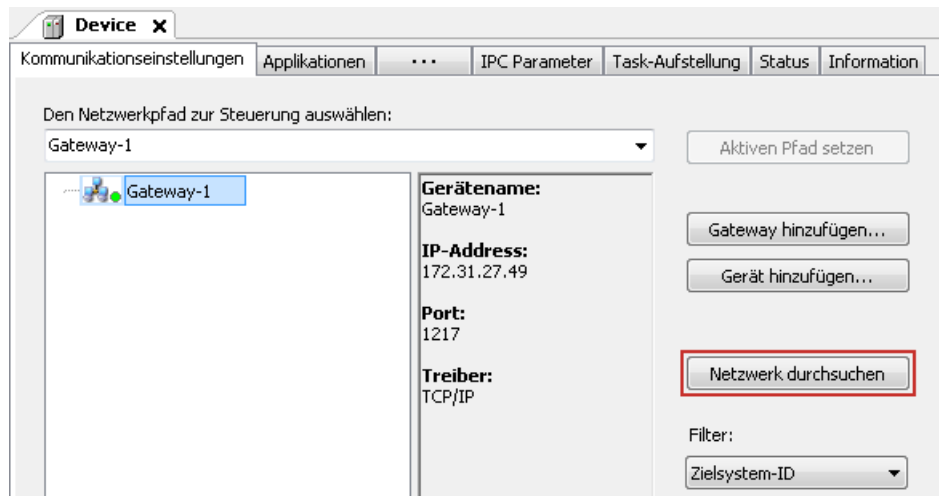 Device
Kommunikationseinstellungen Applikationen ... IPC Parameter Task-Aufstellung Status Information
Den Netzwerkpfad zur Steuerung auswählen:
Gateway-1
Aktiven Pfad setzen
Gateway-1
Gerätename:
Gateway-1
IP-Address:
172.31.27.49
Port:
1217
Treiber:
TCP/IP
Gateway hinzufügen...
Gerät hinzufügen...
Netzwerk durchsuchen
Filter:
Zielsystem-ID